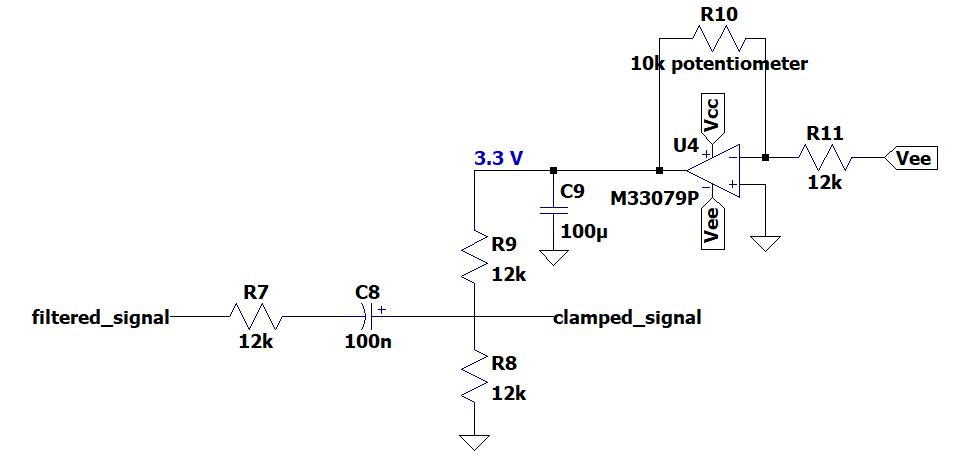 R10
10k potentiometer
Vcc
U4
+
−
−
+
R11
12k
Vee
M33079P
Vee
3.3 V
C9
100µ
R9
12k
filtered_signal
R7
12k
C8
+
100n
clamped_signal
R8
12k